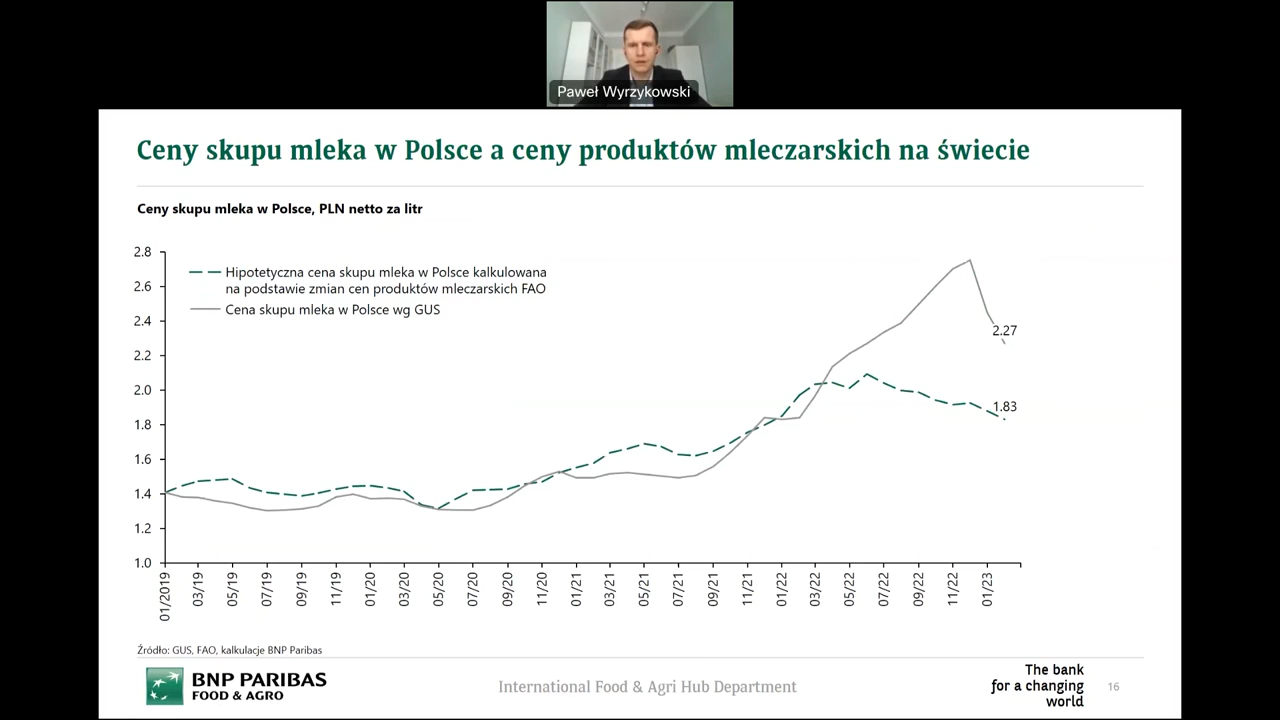 Paweł Wyrzykowski
Ceny skupu mleka w Polsce a ceny produktów mleczarskich na świecie
Ceny skupu mleka w Polsce, PLN netto za litr
2.8
2.6
2.4
2.2
2.0
1.8
1.6
1.4
1.2
1.0
Hipotetyczna cena skupu mleka w Polsce kalkulowana
na podstawie zmian cen produktów mleczarskich FAO
Cena skupu mleka w Polsce wg GUS
2.27
1.83
01/2019
03/19
05/19
07/19
09/19
11/19
01/20
03/20
05/20
07/20
09/20
11/20
01/21
03/21
05/21
07/21
09/21
11/21
01/22
03/22
05/22
07/22
09/22
11/22
01/23
Źródło: GUS, FAO, kalkulacje BNP Paribas
BNP PARIBAS
FOOD & AGRO
International Food & Agri Hub Department
The bank
for a changing
world
16